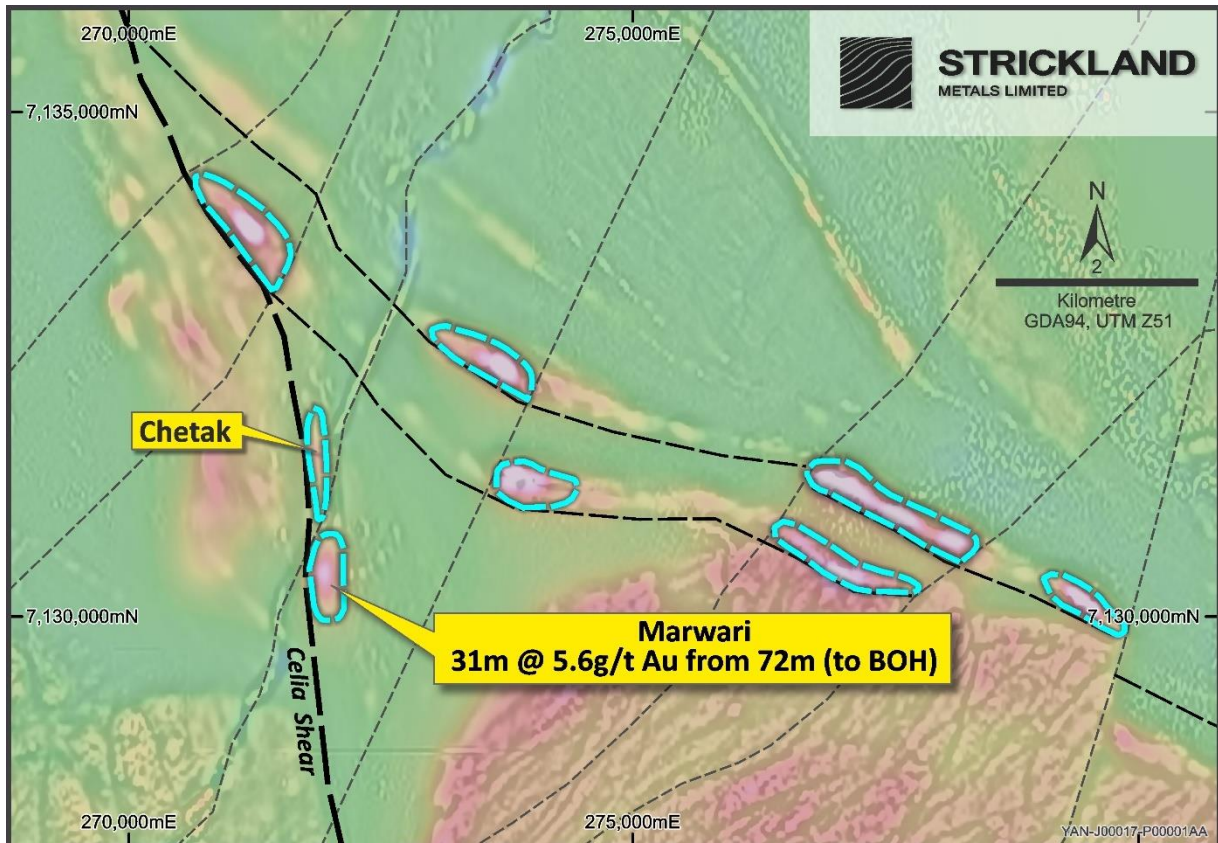 270,000mE
275,000mE
STRICKLAND
METALS LIMITED
7,135,000mN
N
2
Kilometre
GDA94, UTM Z51
Chetak
7,130,000mN
7,130,000mN
Marwari
31m @ 5.6g/t Au from 72m (to BOH)
Celia Shear
270,000mE
275,000mE
YAN-J00017-P00001AA